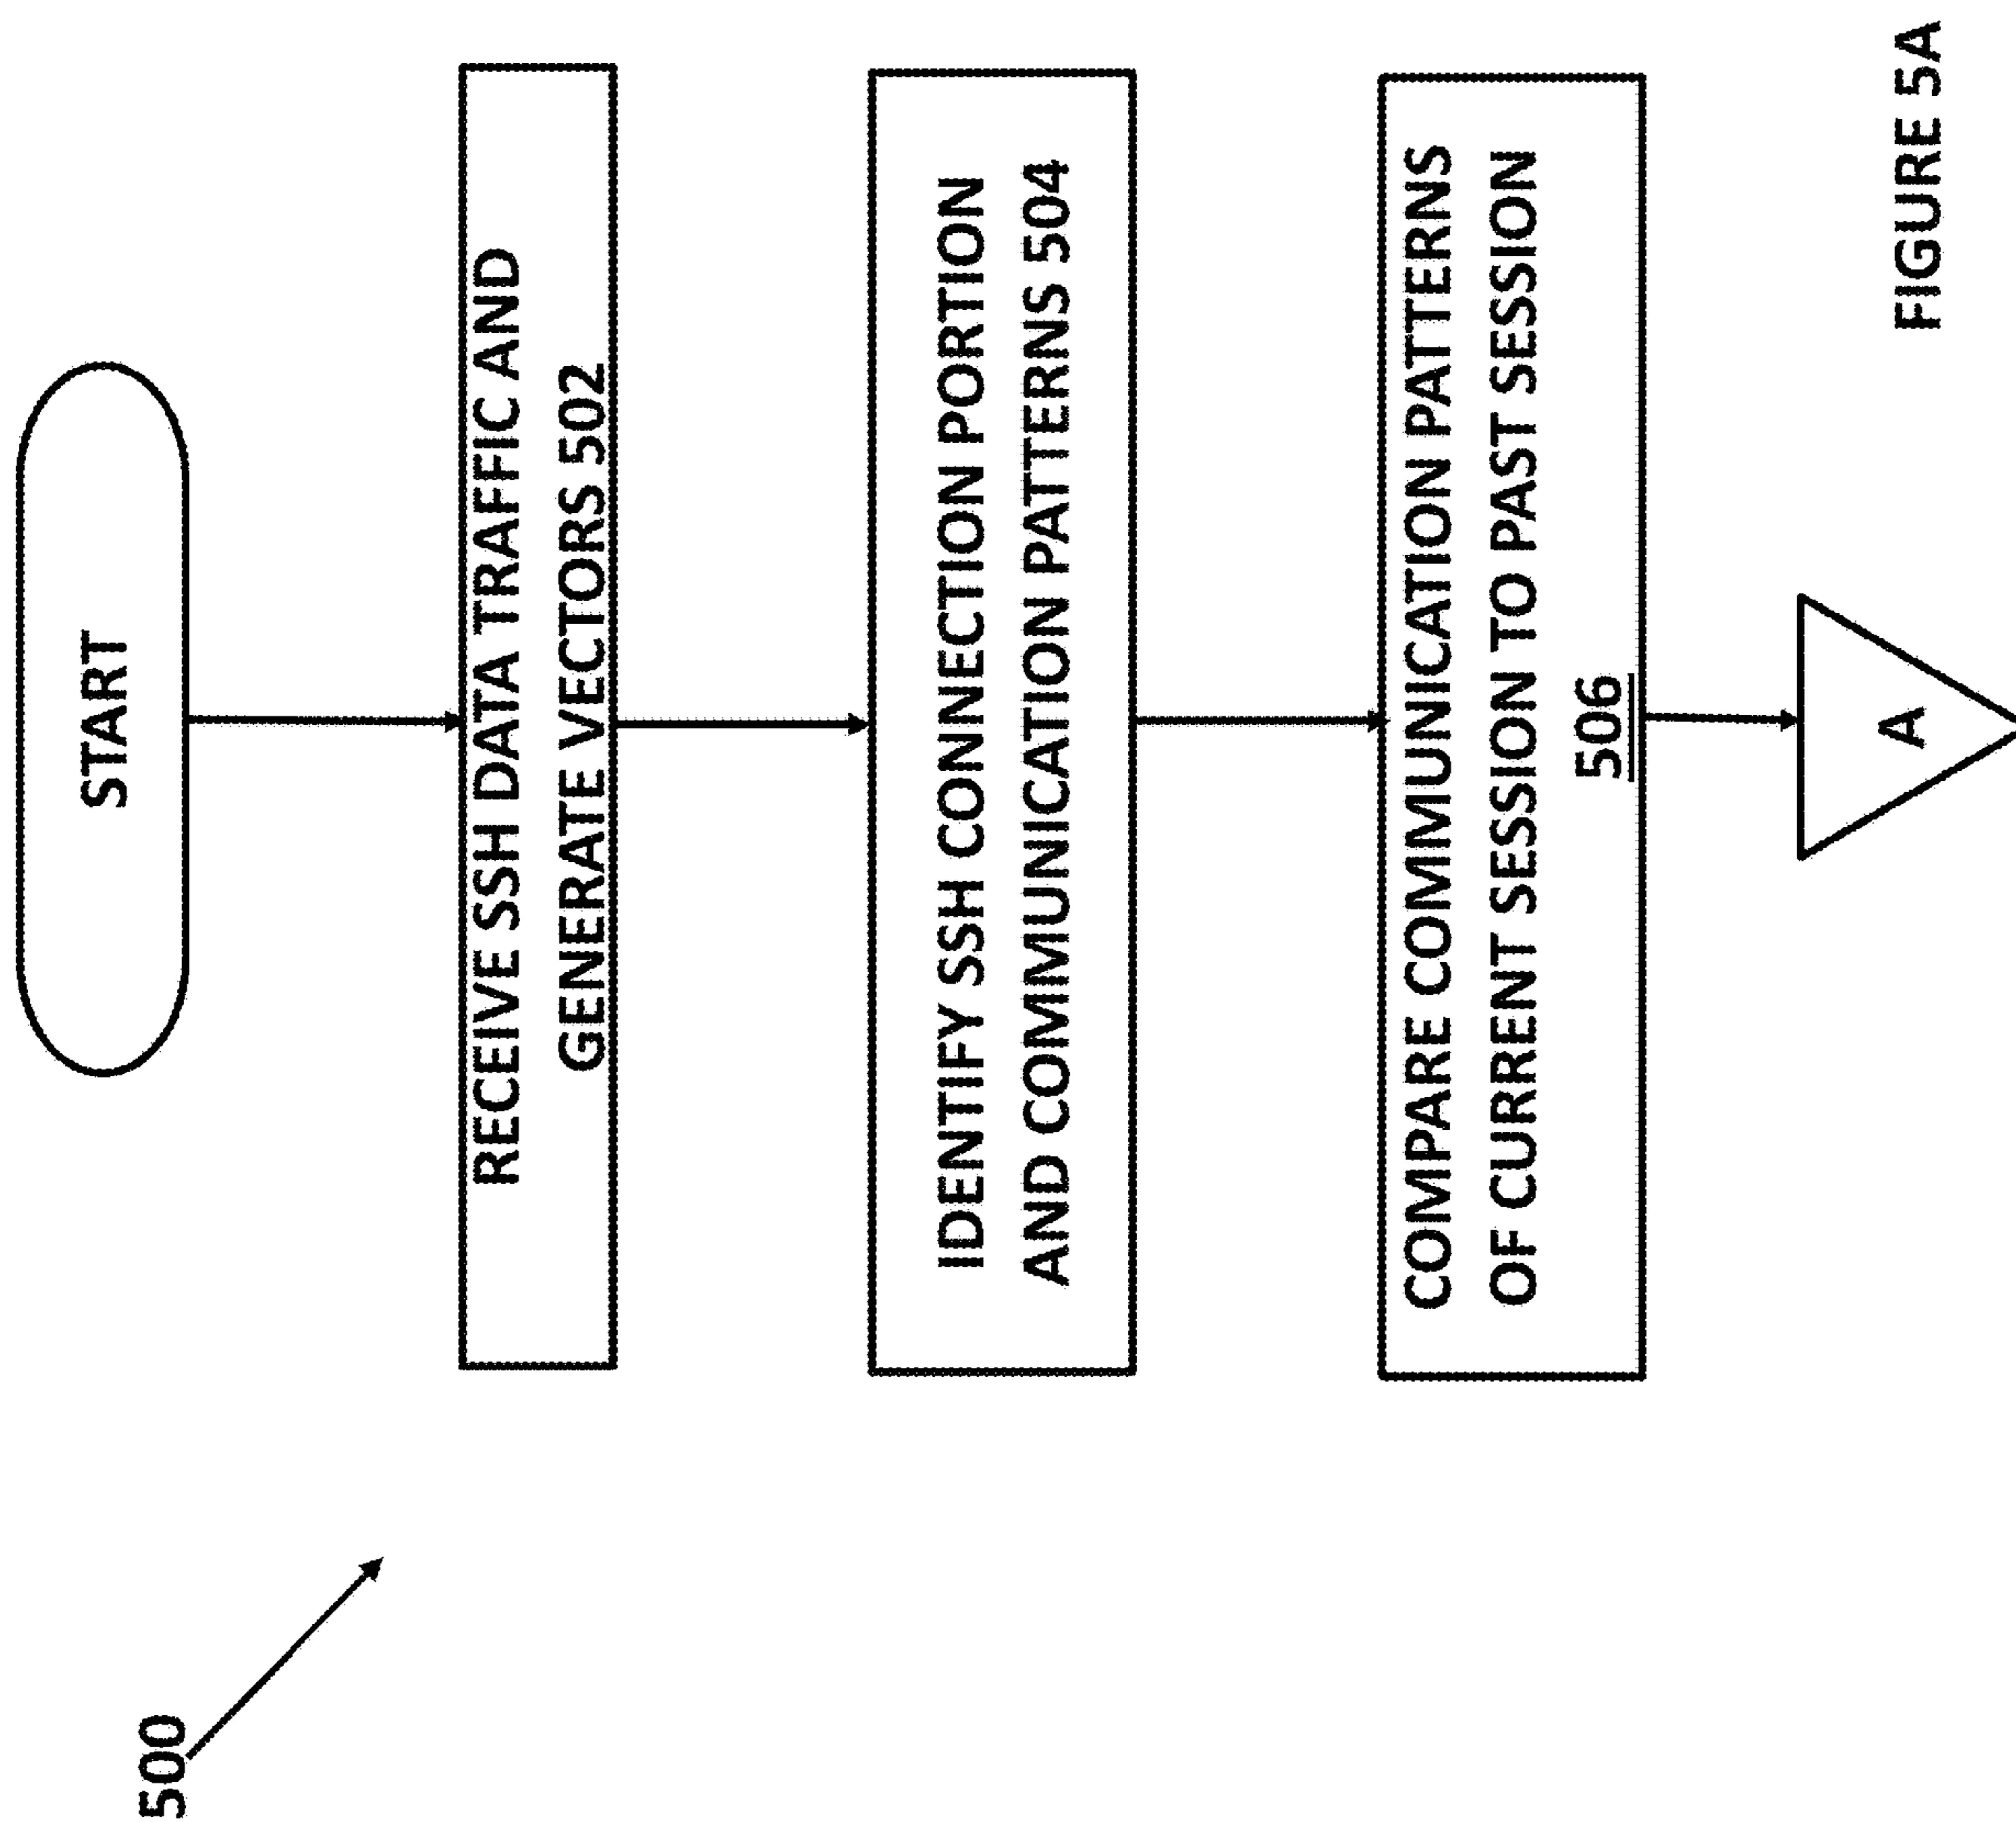 500
START
RECEIVE SSH DATA TRAFFIC AND
GENERATE VECTORS 502
IDENTIFY SSH CONNECTION PORTION
AND COMMUNICATION PATTERNS 504
COMPARE COMMUNICATION PATTERNS
OF CURRENT SESSION TO PAST SESSION
506
A
FIGURE 5A